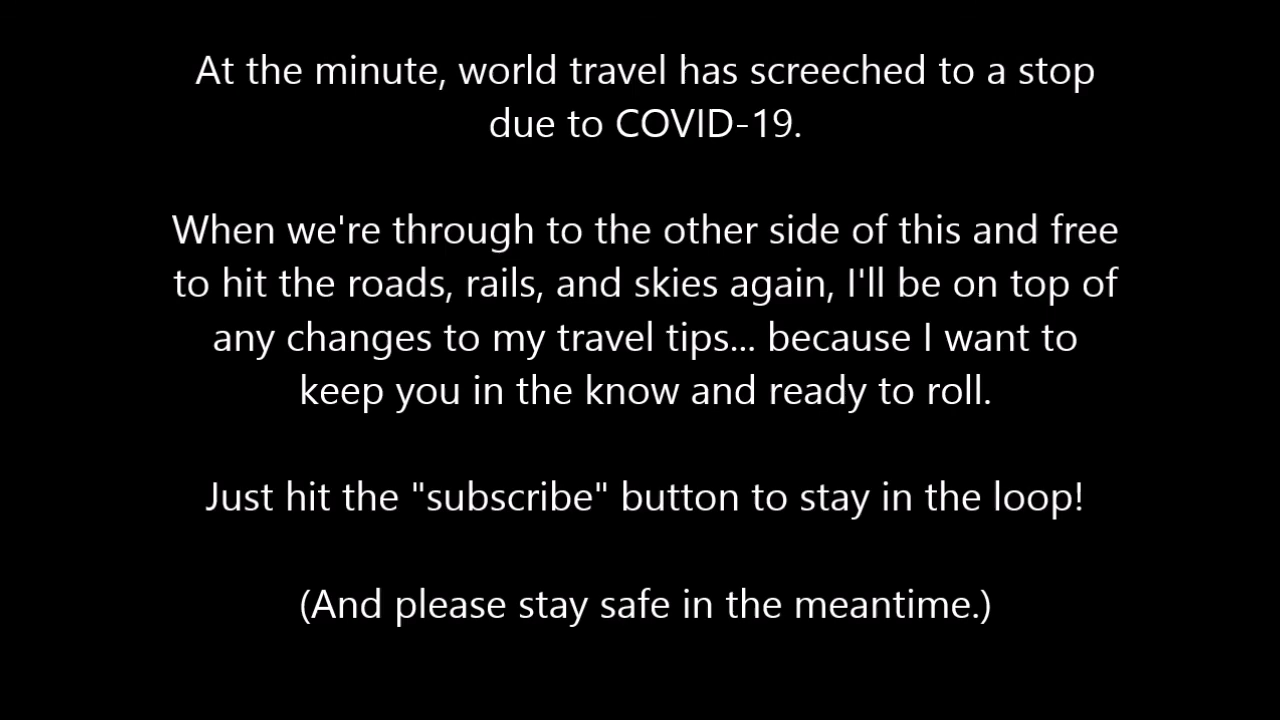 At the minute, world travel has screeched to a stop
due to COVID-19.
When we're through to the other side of this and free
to hit the roads, rails, and skies again, I'll be on top of
any changes to my travel tips... because I want to
keep you in the know and ready to roll.
Just hit the "subscribe" button to stay in the loop!
(And please stay safe in the meantime.)